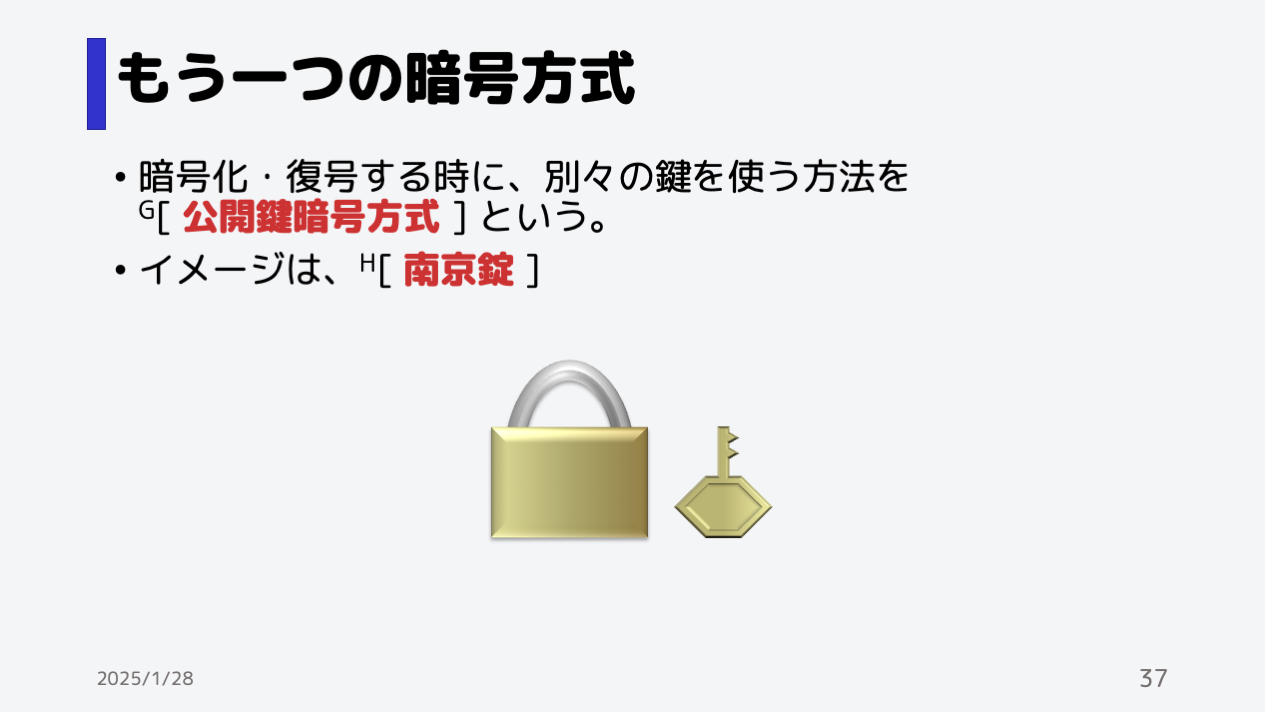 もう一つの暗号方式
• 暗号化・復号する時に、別々の鍵を使う方法を
G[ 公開鍵暗号方式 ] という。
• イメージは、H[ 南京錠 ]
2025/1/28
37